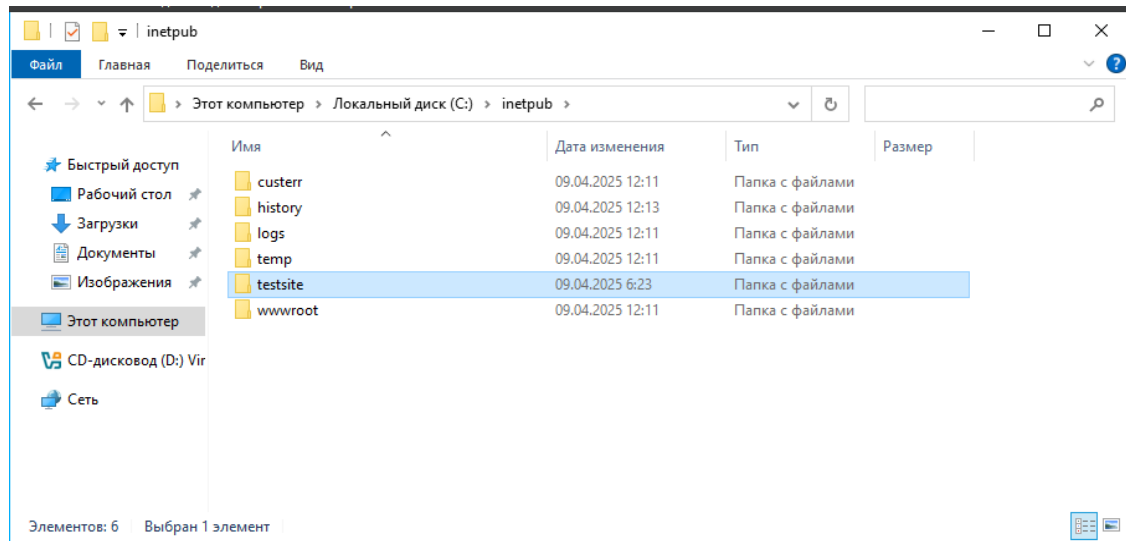 inetpub
Файл Главная Поделиться Вид
Этот компьютер Локальный диск (C:) inetpub
Имя Дата изменения Тип Размер
Быстрый доступ
Рабочий стол
Загрузки
Документы
Изображения
Этот компьютер
CD-дисковод (D:) Vir
Сеть
custerr 09.04.2025 12:11 Папка с файлами
history 09.04.2025 12:13 Папка с файлами
logs 09.04.2025 12:11 Папка с файлами
temp 09.04.2025 12:11 Папка с файлами
testsite 09.04.2025 6:23 Папка с файлами
wwwroot 09.04.2025 12:11 Папка с файлами
Элементов: 6 Выбран 1 элемент